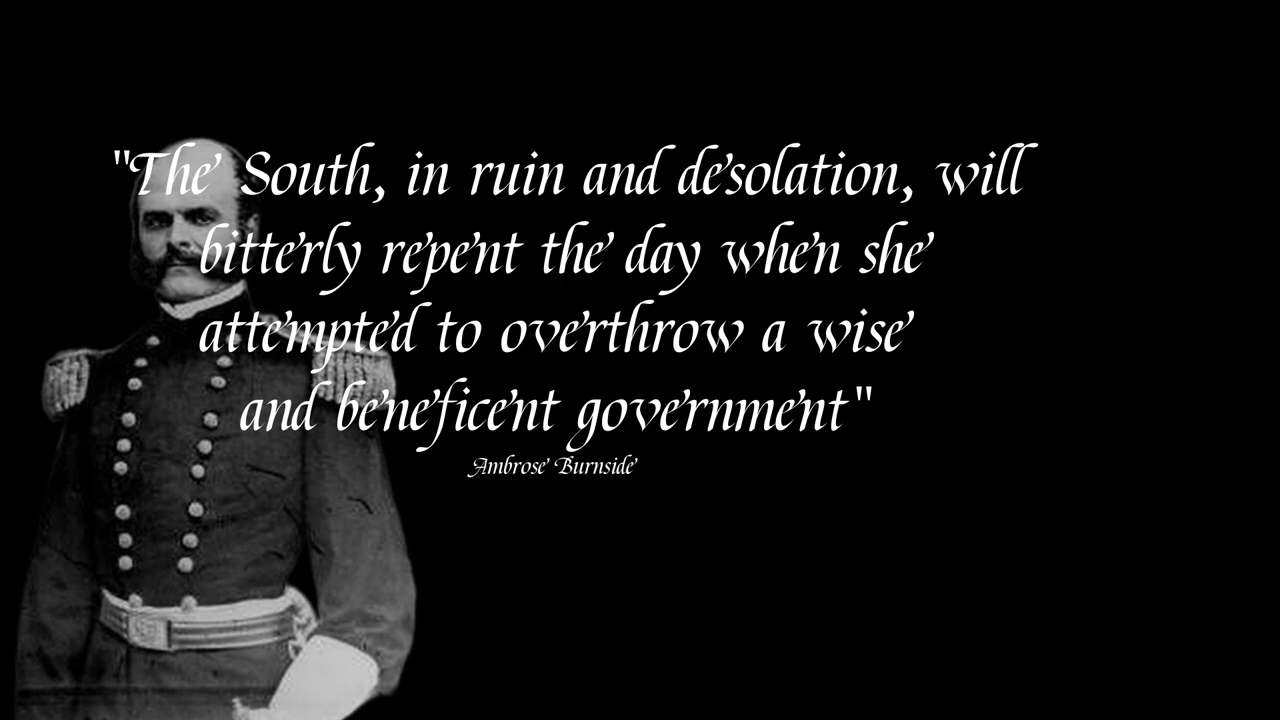 "The South, in ruin and desolation, will
bitterly repent the day when she
attempted to overthrow a wise
and beneficent government"
Ambrose Burnside